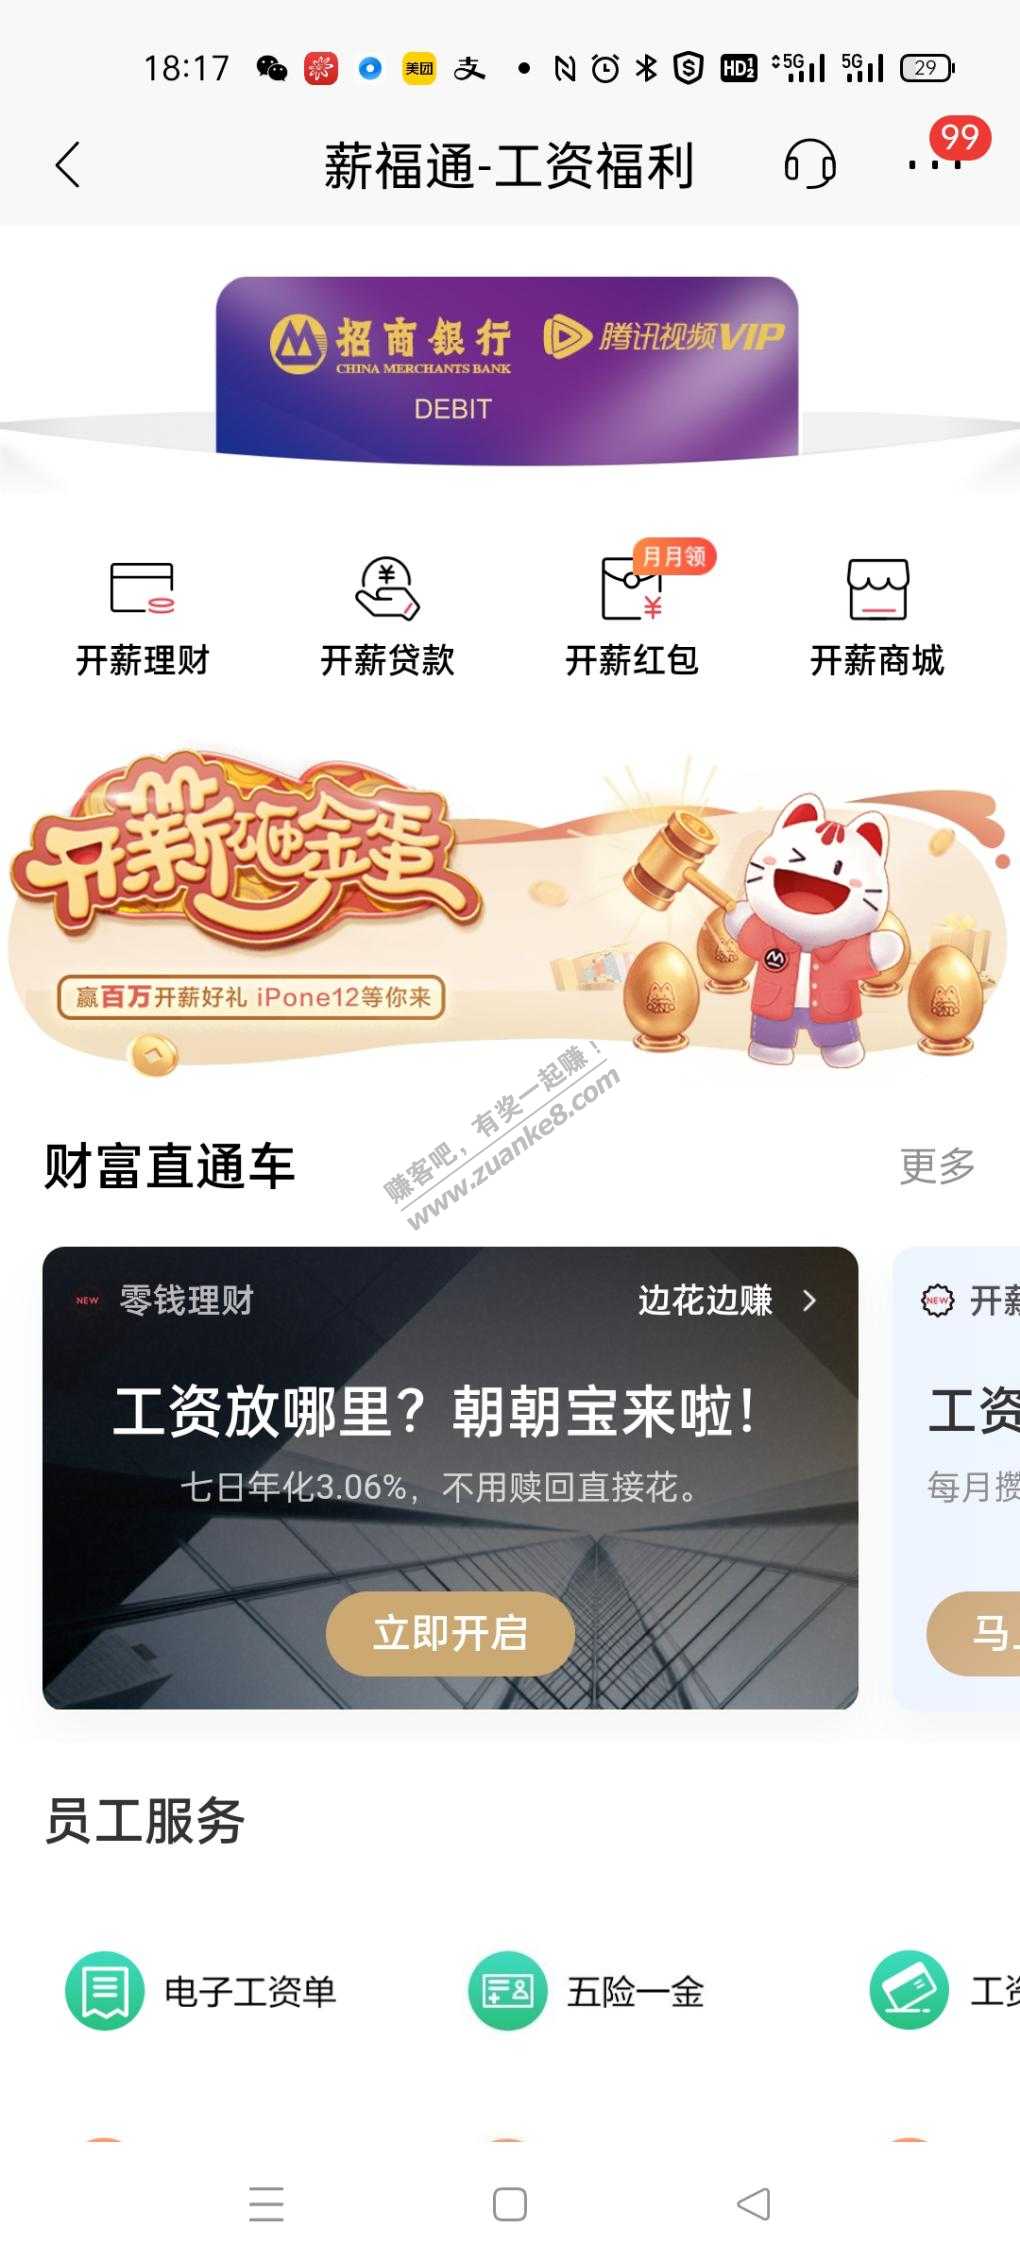 18:17 美团 支 HD1 2 5G 5G 29
薪福通-工资福利
99
招商銀行 腾讯视频VIP
CHINA MERCHANTS BANK
DEBIT
月月领
开薪理财 开薪贷款 开薪红包 开薪商城
开薪砸金蛋
赢百万开薪好礼 iPone12等你来
赚客吧，有奖一起赚！
www.zuanke8.com
财富直通车 更多
NEW 零钱理财 边花边赚 NEW 开薪
工资放哪里？朝朝宝来啦！ 工资
七日年化3.06%，不用赎回直接花。 每月攒
立即开启 马上
员工服务
电子工资单 五险一金 工资